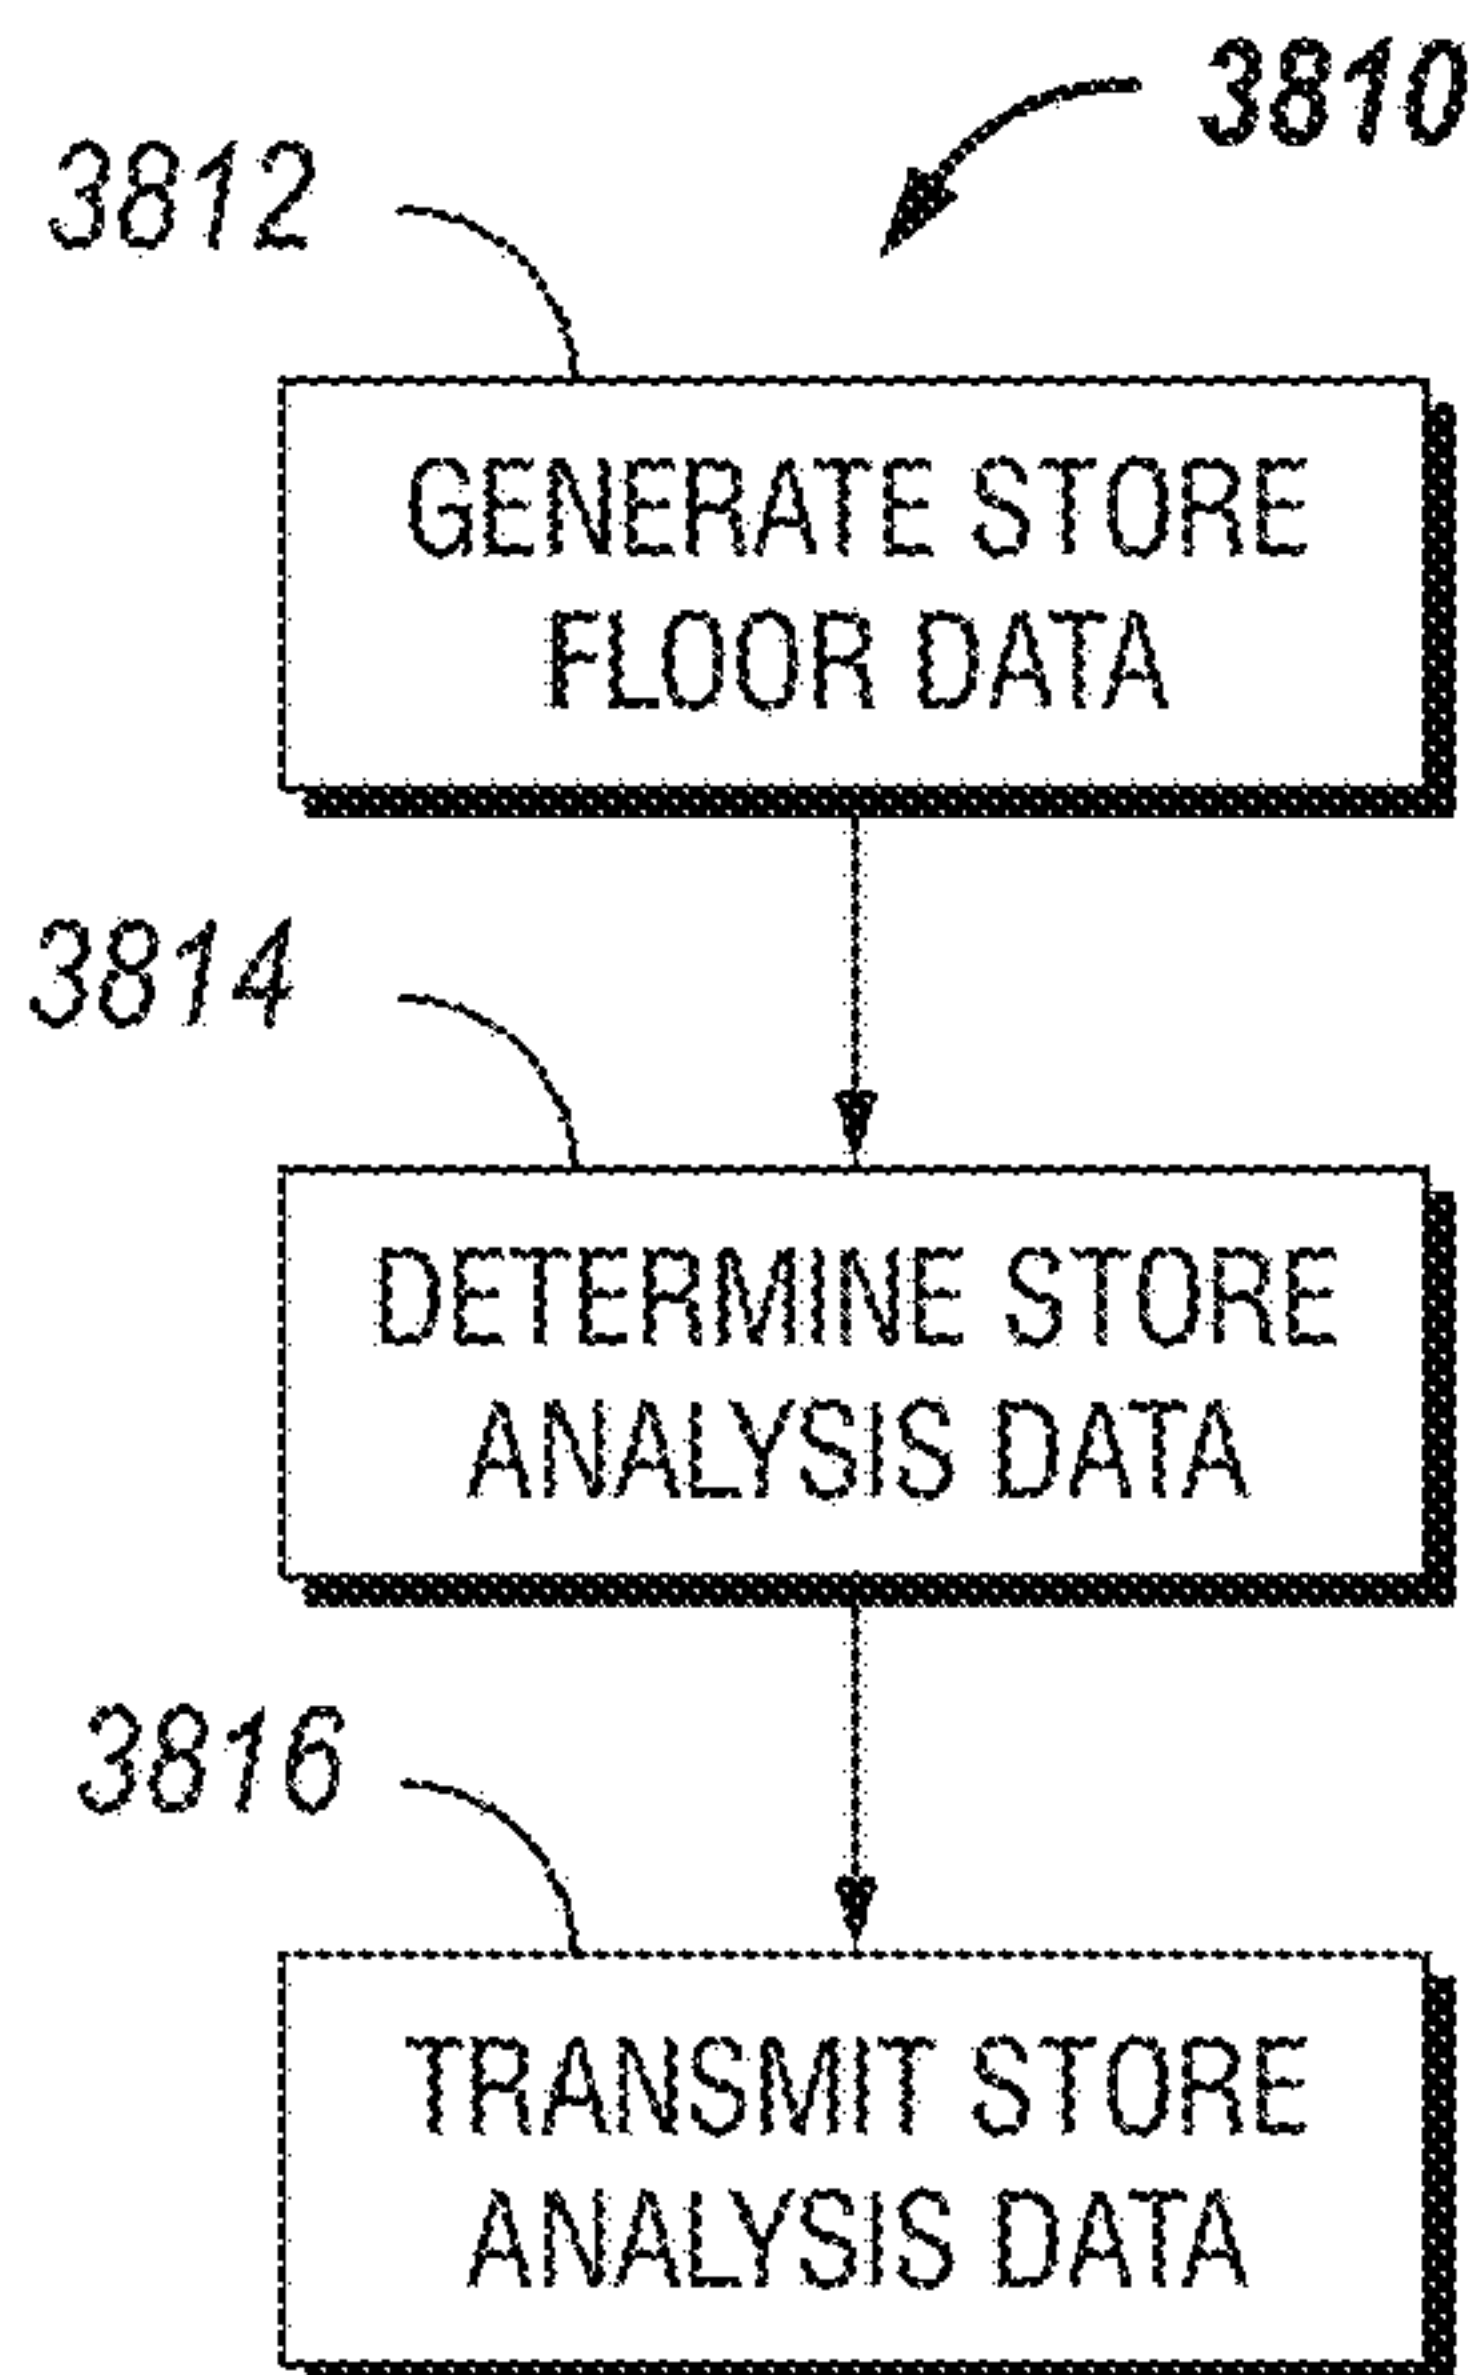 3810
3812
GENERATE STORE
FLOOR DATA
3814
DETERMINE STORE
ANALYSIS DATA
3816
TRANSMIT STORE
ANALYSIS DATA